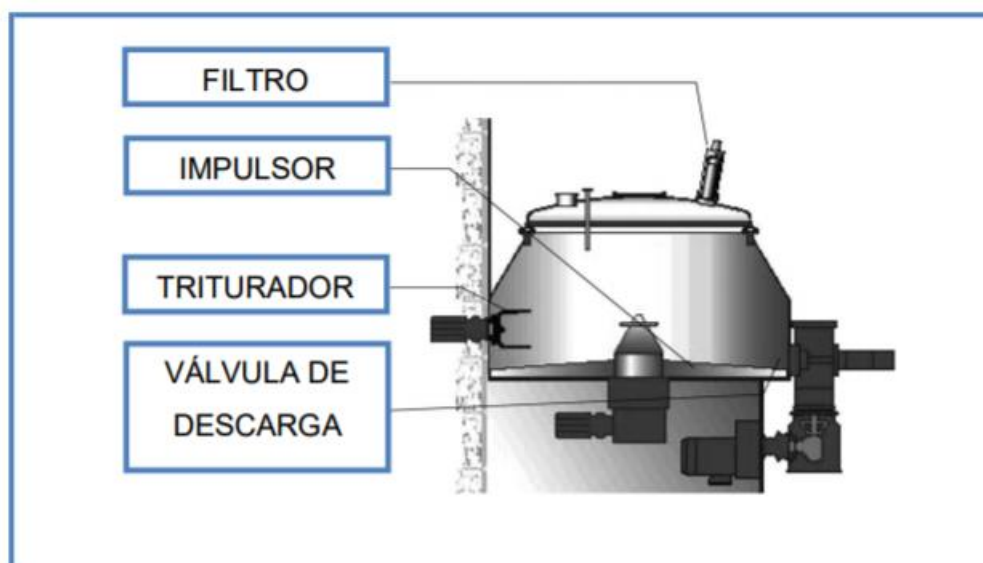 FILTRO
IMPULSOR
TRITURADOR
VÁLVULA DE
DESCARGA